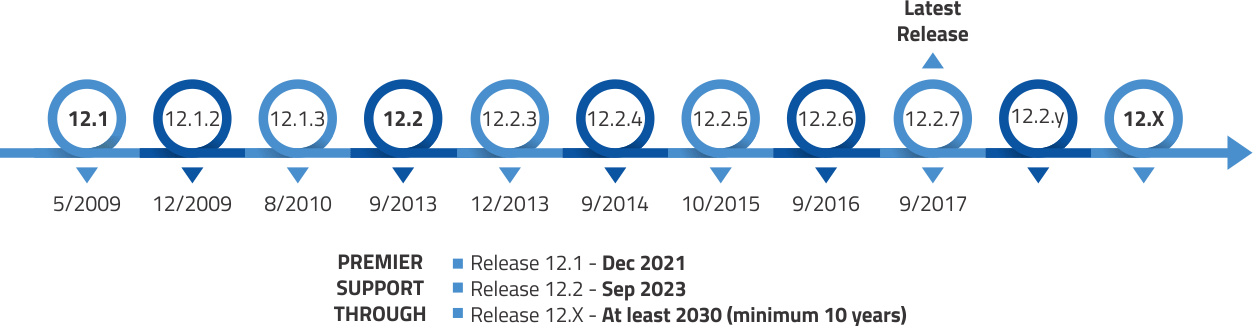 Latest
Release
12.1 12.1.2 12.1.3 12.2 12.2.3 12.2.4 12.2.5 12.2.6 12.2.7 12.2.y 12.X
5/2009 12/2009 8/2010 9/2013 12/2013 9/2014 10/2015 9/2016 9/2017
PREMIER Release 12.1 - Dec 2021
SUPPORT Release 12.2 - Sep 2023
THROUGH Release 12.X - At least 2030 (minimum 10 years)